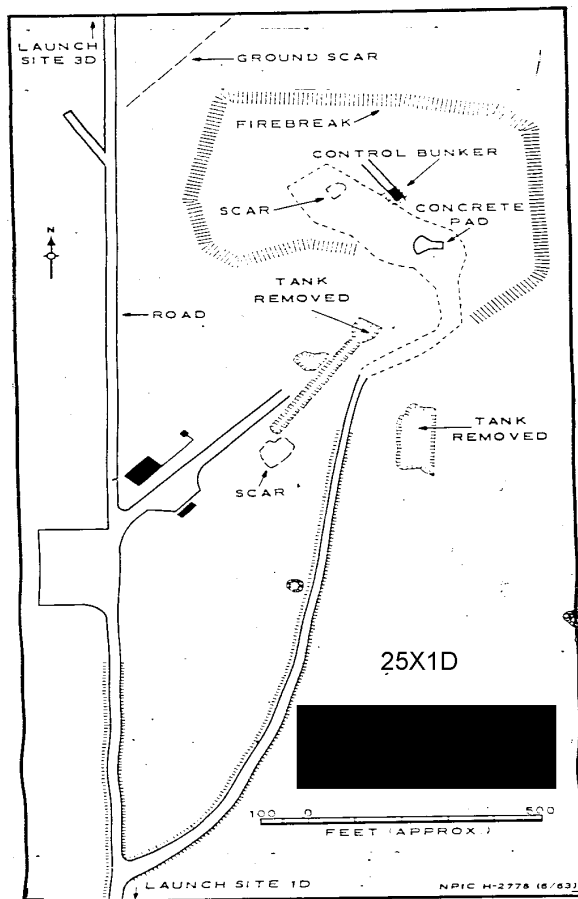 LAUNCH
SITE 3D
GROUND SCAR
FIREBREAK
CONTROL BUNKER
SCAR
CONCRETE
PAD
N
TANK
REMOVED
ROAD
TANK
REMOVED
SCAR
25X1D
100 0 500
FEET (APPROX.)
LAUNCH SITE 1D
NPIC H-2778 (6/63)